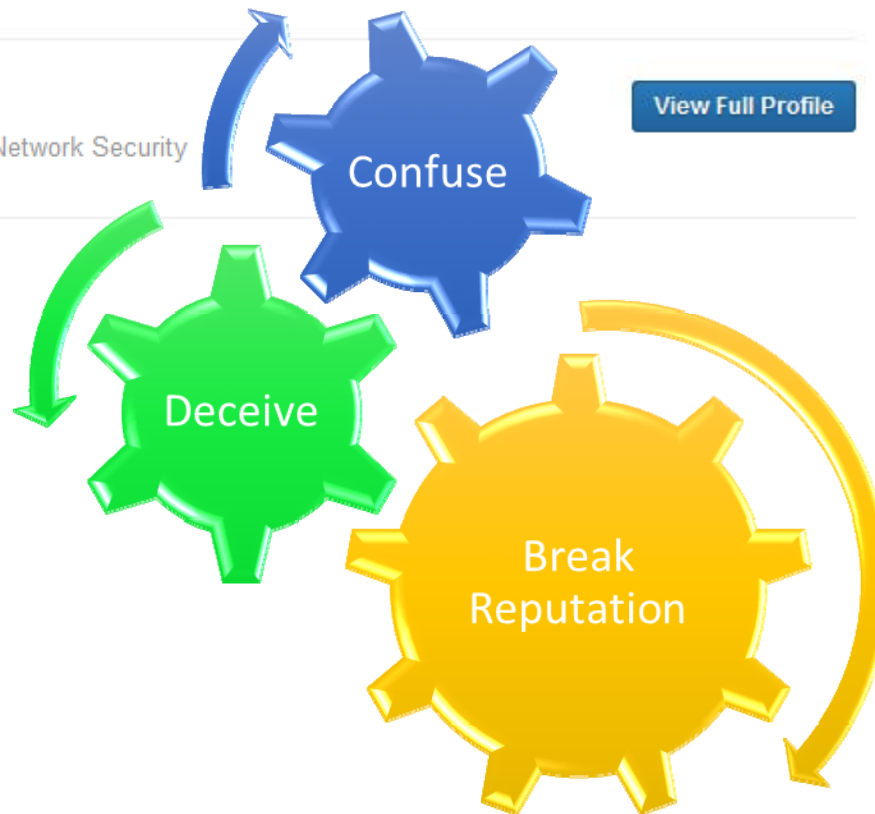 View Full Profile
Network Security
Confuse
Deceive
Break
Reputation